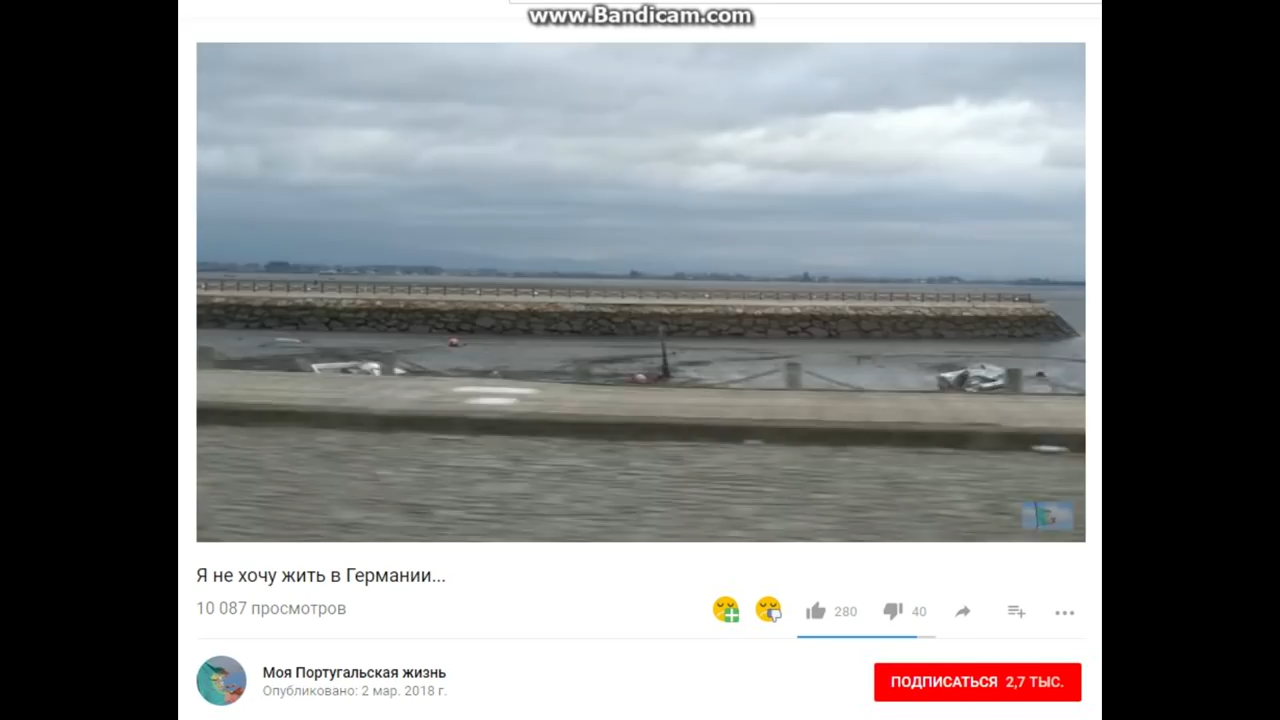 www.Bandicam.com
Я не хочу жить в Германии...
10 087 просмотров
280
40
Моя Португальская жизнь
Опубликовано: 2 мар. 2018 г.
ПОДПИСАТЬСЯ 2,7 ТЫС.